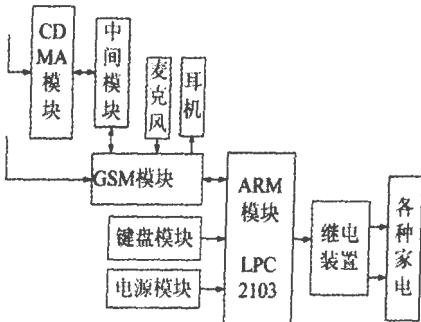 CD
MA模
块
中间模块
麦克风
耳机
GSM模块
ARM
模块
LPC
2103
键盘模块
电源模块
继电
装置
各种家电